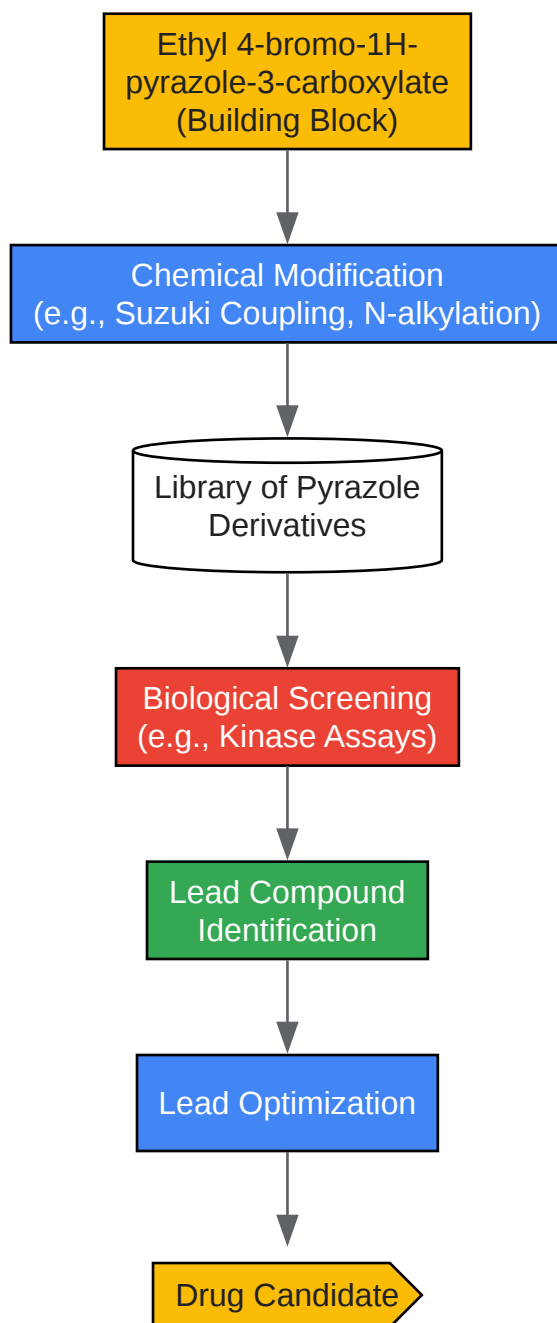 Ethyl 4-bromo-1H-
pyrazole-3-carboxylate
(Building Block)
Chemical Modification
(e.g., Suzuki Coupling, N-alkylation)
Library of Pyrazole
Derivatives
Biological Screening
(e.g., Kinase Assays)
Lead Compound
Identification
Lead Optimization
Drug Candidate